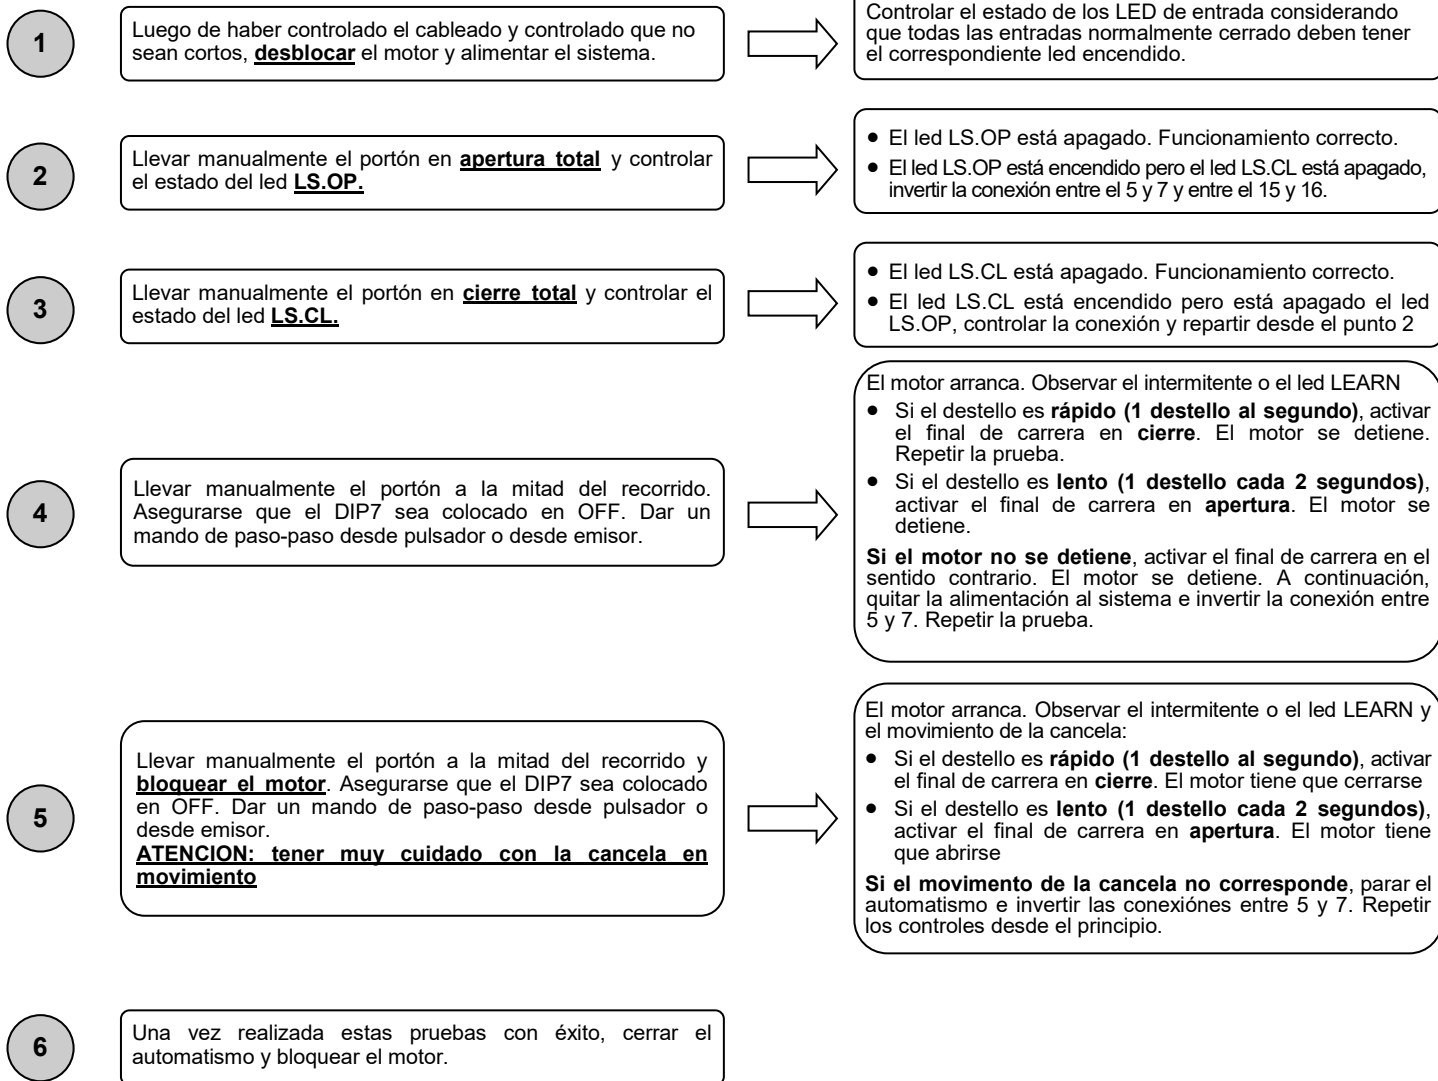 1
Luego de haber controlado el cableado y controlado que no
sean cortos, desblocar el motor y alimentar el sistema.
Controlar el estado de los LED de entrada considerando
que todas las entradas normalmente cerrado deben tener
el correspondiente led encendido.
2
Llevar manualmente el portón en apertura total y controlar
el estado del led LS.OP.
• El led LS.OP está apagado. Funcionamiento correcto.
• El led LS.OP está encendido pero el led LS.CL está apagado,
invertir la conexión entre el 5 y 7 y entre el 15 y 16.
3
Llevar manualmente el portón en cierre total y controlar el
estado del led LS.CL.
• El led LS.CL está apagado. Funcionamiento correcto.
• El led LS.CL está encendido pero está apagado el led
LS.OP, controlar la conexión y repartir desde el punto 2
4
Llevar manualmente el portón a la mitad del recorrido.
Asegurarse que el DIP7 sea colocado en OFF. Dar un
mando de paso-paso desde pulsador o desde emisor.
El motor arranca. Observar el intermitente o el led LEARN
• Si el destello es rápido (1 destello al segundo), activar
el final de carrera en cierre. El motor se detiene.
Repetir la prueba.
• Si el destello es lento (1 destello cada 2 segundos),
activar el final de carrera en apertura. El motor se
detiene.
Si el motor no se detiene, activar el final de carrera en el
sentido contrario. El motor se detiene. A continuación,
quitar la alimentación al sistema e invertir la conexión entre
5 y 7. Repetir la prueba.
5
Llevar manualmente el portón a la mitad del recorrido y
bloquear el motor. Asegurarse que el DIP7 sea colocado
en OFF. Dar un mando de paso-paso desde pulsador o
desde emisor.
ATENCION: tener muy cuidado con la cancela en
movimiento
El motor arranca. Observar el intermitente o el led LEARN y
el movimiento de la cancela:
• Si el destello es rápido (1 destello al segundo), activar
el final de carrera en cierre. El motor tiene que cerrarse
• Si el destello es lento (1 destello cada 2 segundos),
activar el final de carrera en apertura. El motor tiene
que abrirse
Si el movimento de la cancela no corresponde, parar el
automatismo e invertir las conexiónes entre 5 y 7. Repetir
los controles desde el principio.
6
Una vez realizada estas pruebas con éxito, cerrar el
automatismo y bloquear el motor.